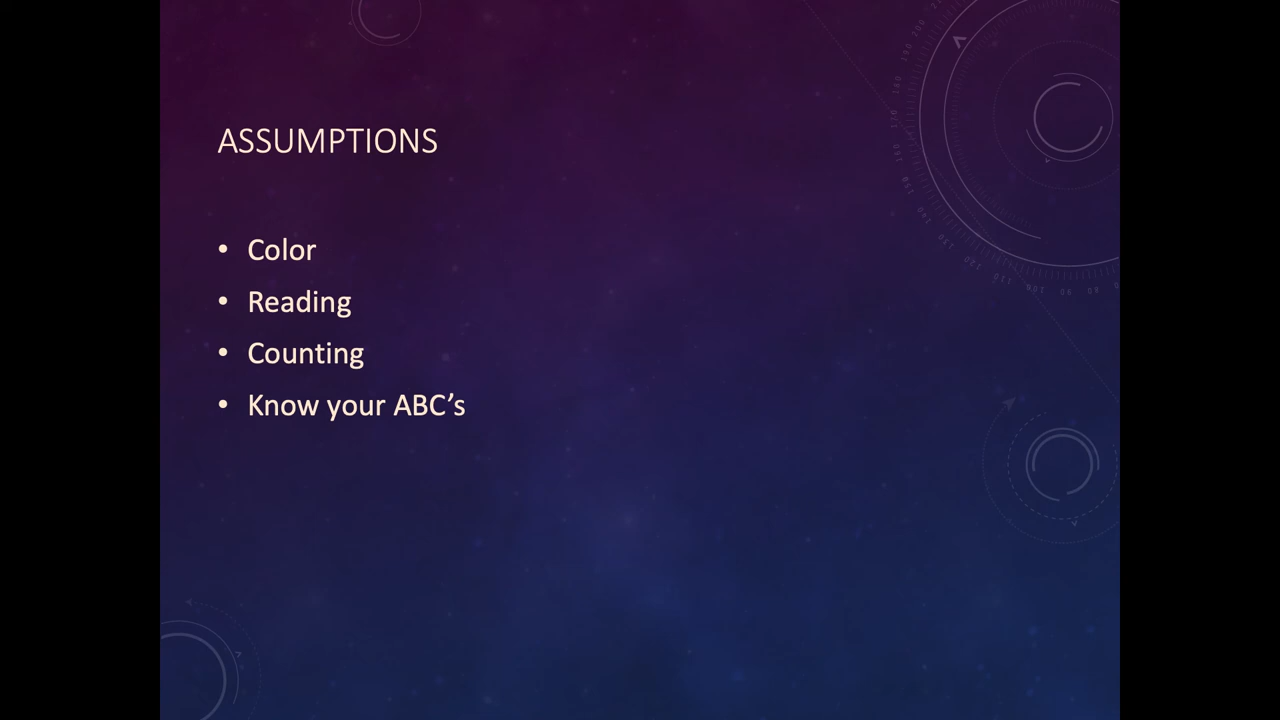 ASSUMPTIONS
• Color
• Reading
• Counting
• Know your ABC’s